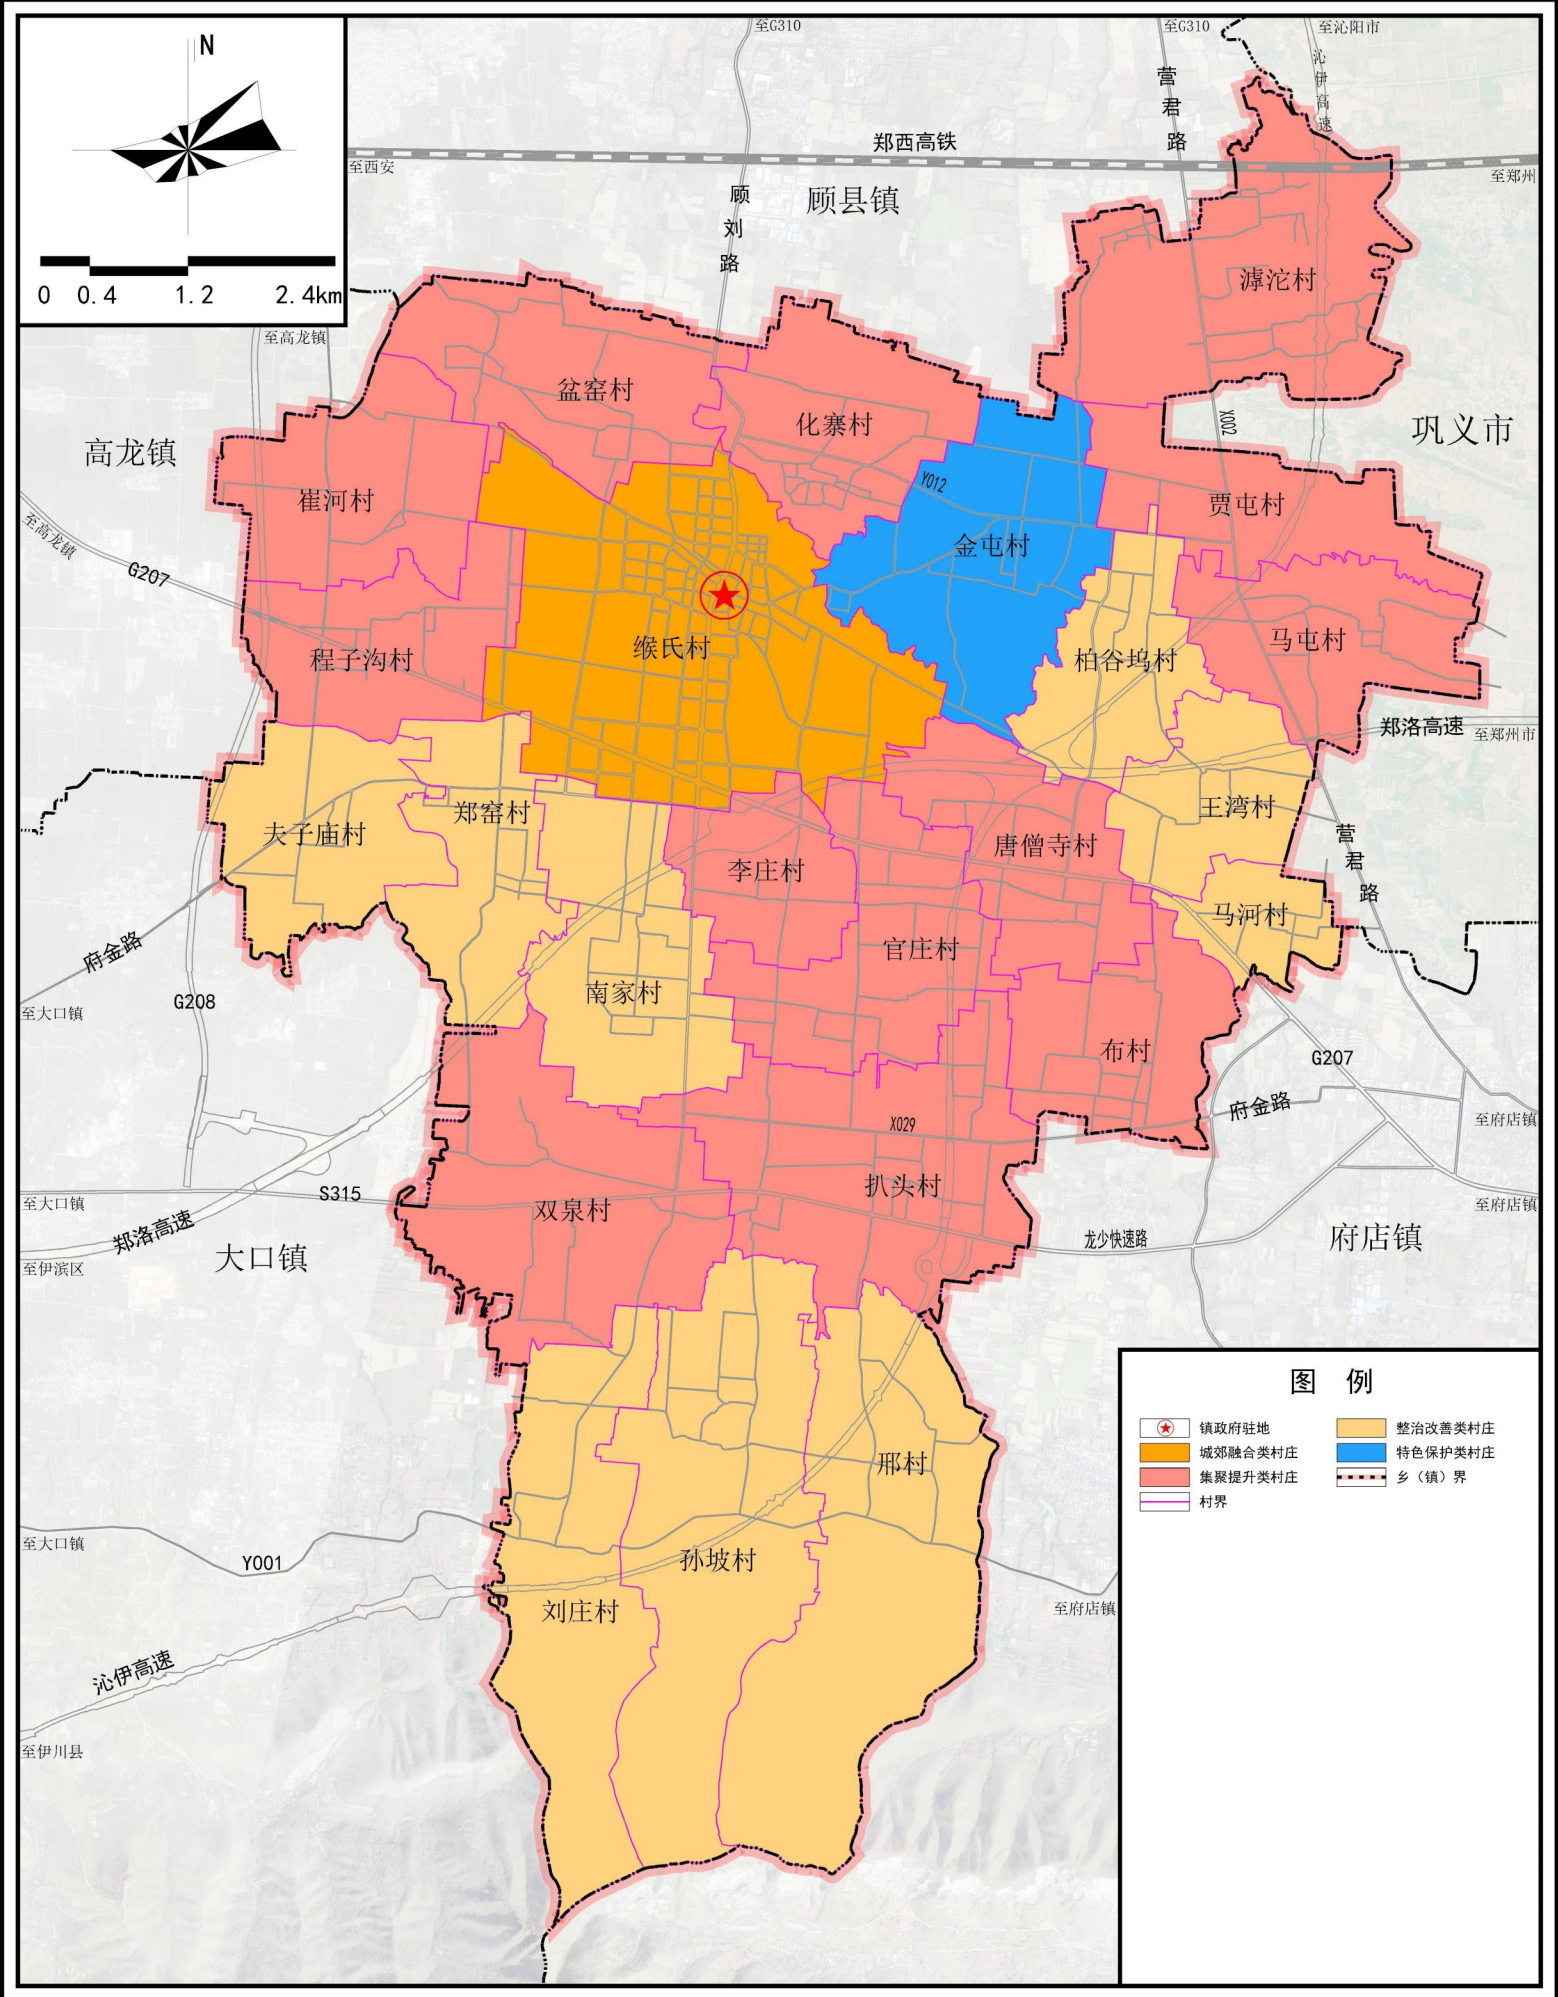 N
0 0.4 1.2 2.4km
至G310
至G310
至沁阳市
沁伊高速
营君路
郑西高铁
至西安
至郑州
顾刘路
顾县镇
滹沱村
至高龙镇
盆窑村
化寨村
X002
巩义市
高龙镇
崔河村
Y012
贾屯村
金屯村
至高龙镇
G207
缑氏村
程子沟村
柏谷坞村
马屯村
郑洛高速
至郑州市
夫子庙村
郑窑村
王湾村
唐僧寺村
营君路
李庄村
马河村
官庄村
府金路
南家村
G208
至大口镇
布村
G207
府金路
至府店镇
X029
扒头村
S315
至大口镇
双泉村
至府店镇
郑洛高速
龙少快速路
府店镇
大口镇
至伊滨区
邢村
至大口镇
Y001
孙坡村
刘庄村
至府店镇
沁伊高速
至伊川县
图 例
镇政府驻地
整治改善类村庄
城郊融合类村庄
特色保护类村庄
集聚提升类村庄
乡（镇）界
村界